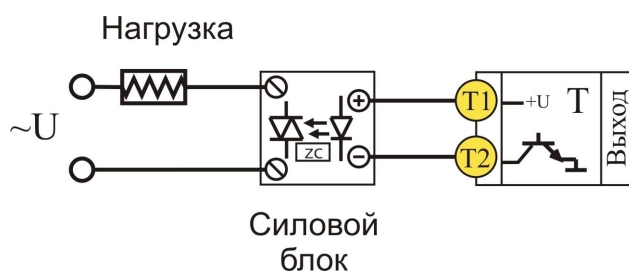 Нагрузка
~U
ZC
+
−
T1
T2
+U
T
Выход
Силовой
блок